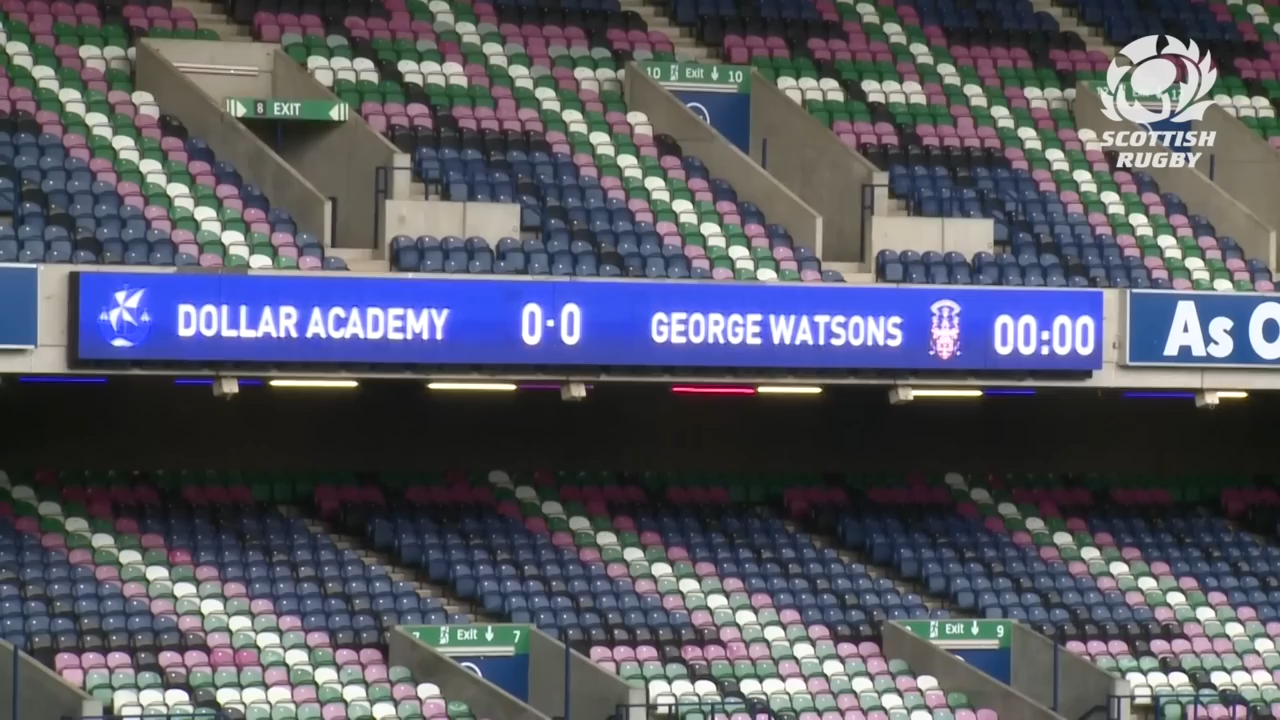 10 Exit 10
8 EXIT
SCOTTISH
RUGBY
DOLLAR ACADEMY 0-0 GEORGE WATSONS 00:00
As O
Exit 7
Exit 9